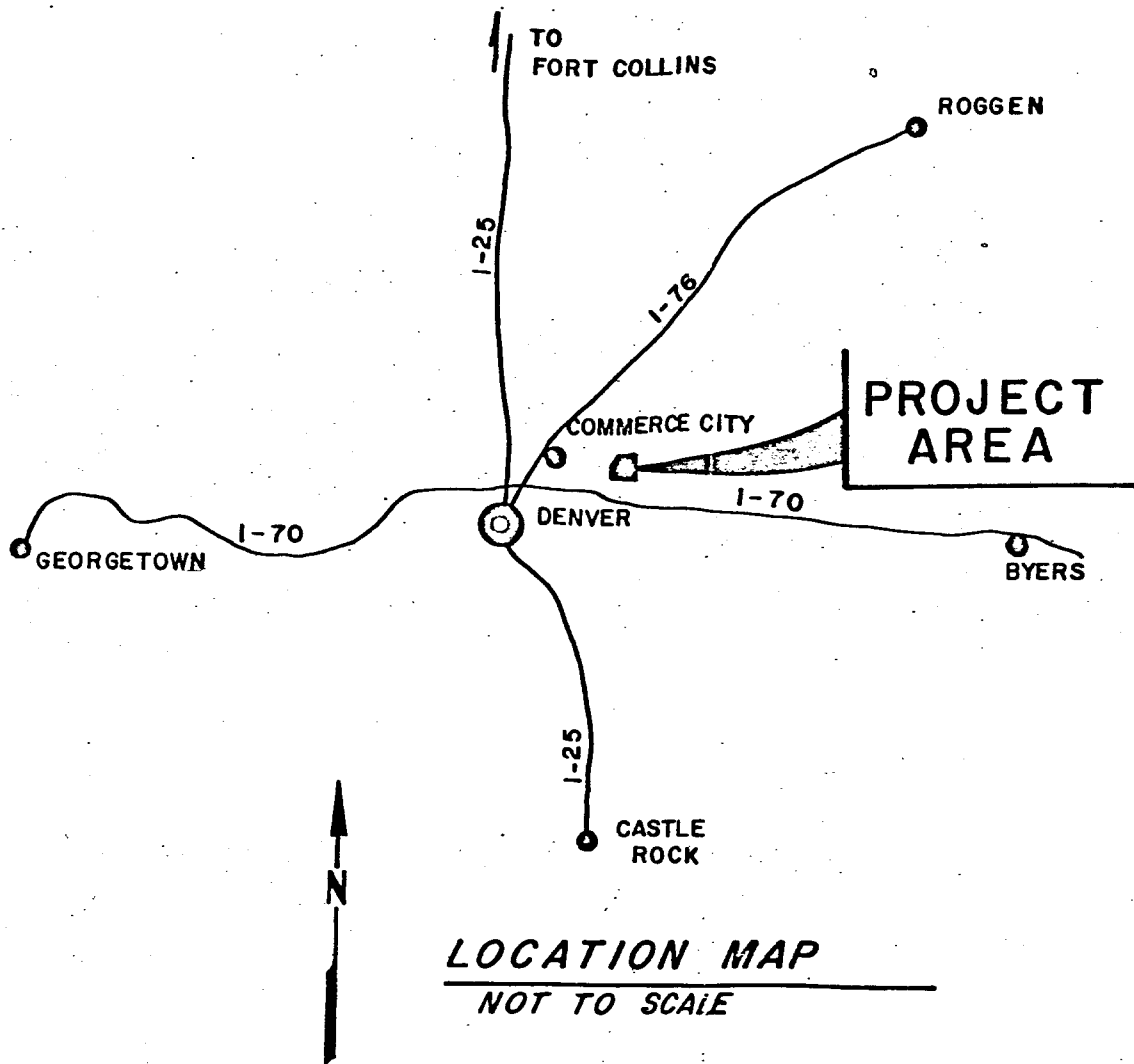 TO
FORT COLLINS
ROGGEN
I-25
I-76
PROJECT
AREA
COMMERCE CITY
I-70
DENVER
I-70
GEORGETOWN
BYERS
I-25
CASTLE
ROCK
N
LOCATION MAP
NOT TO SCALE